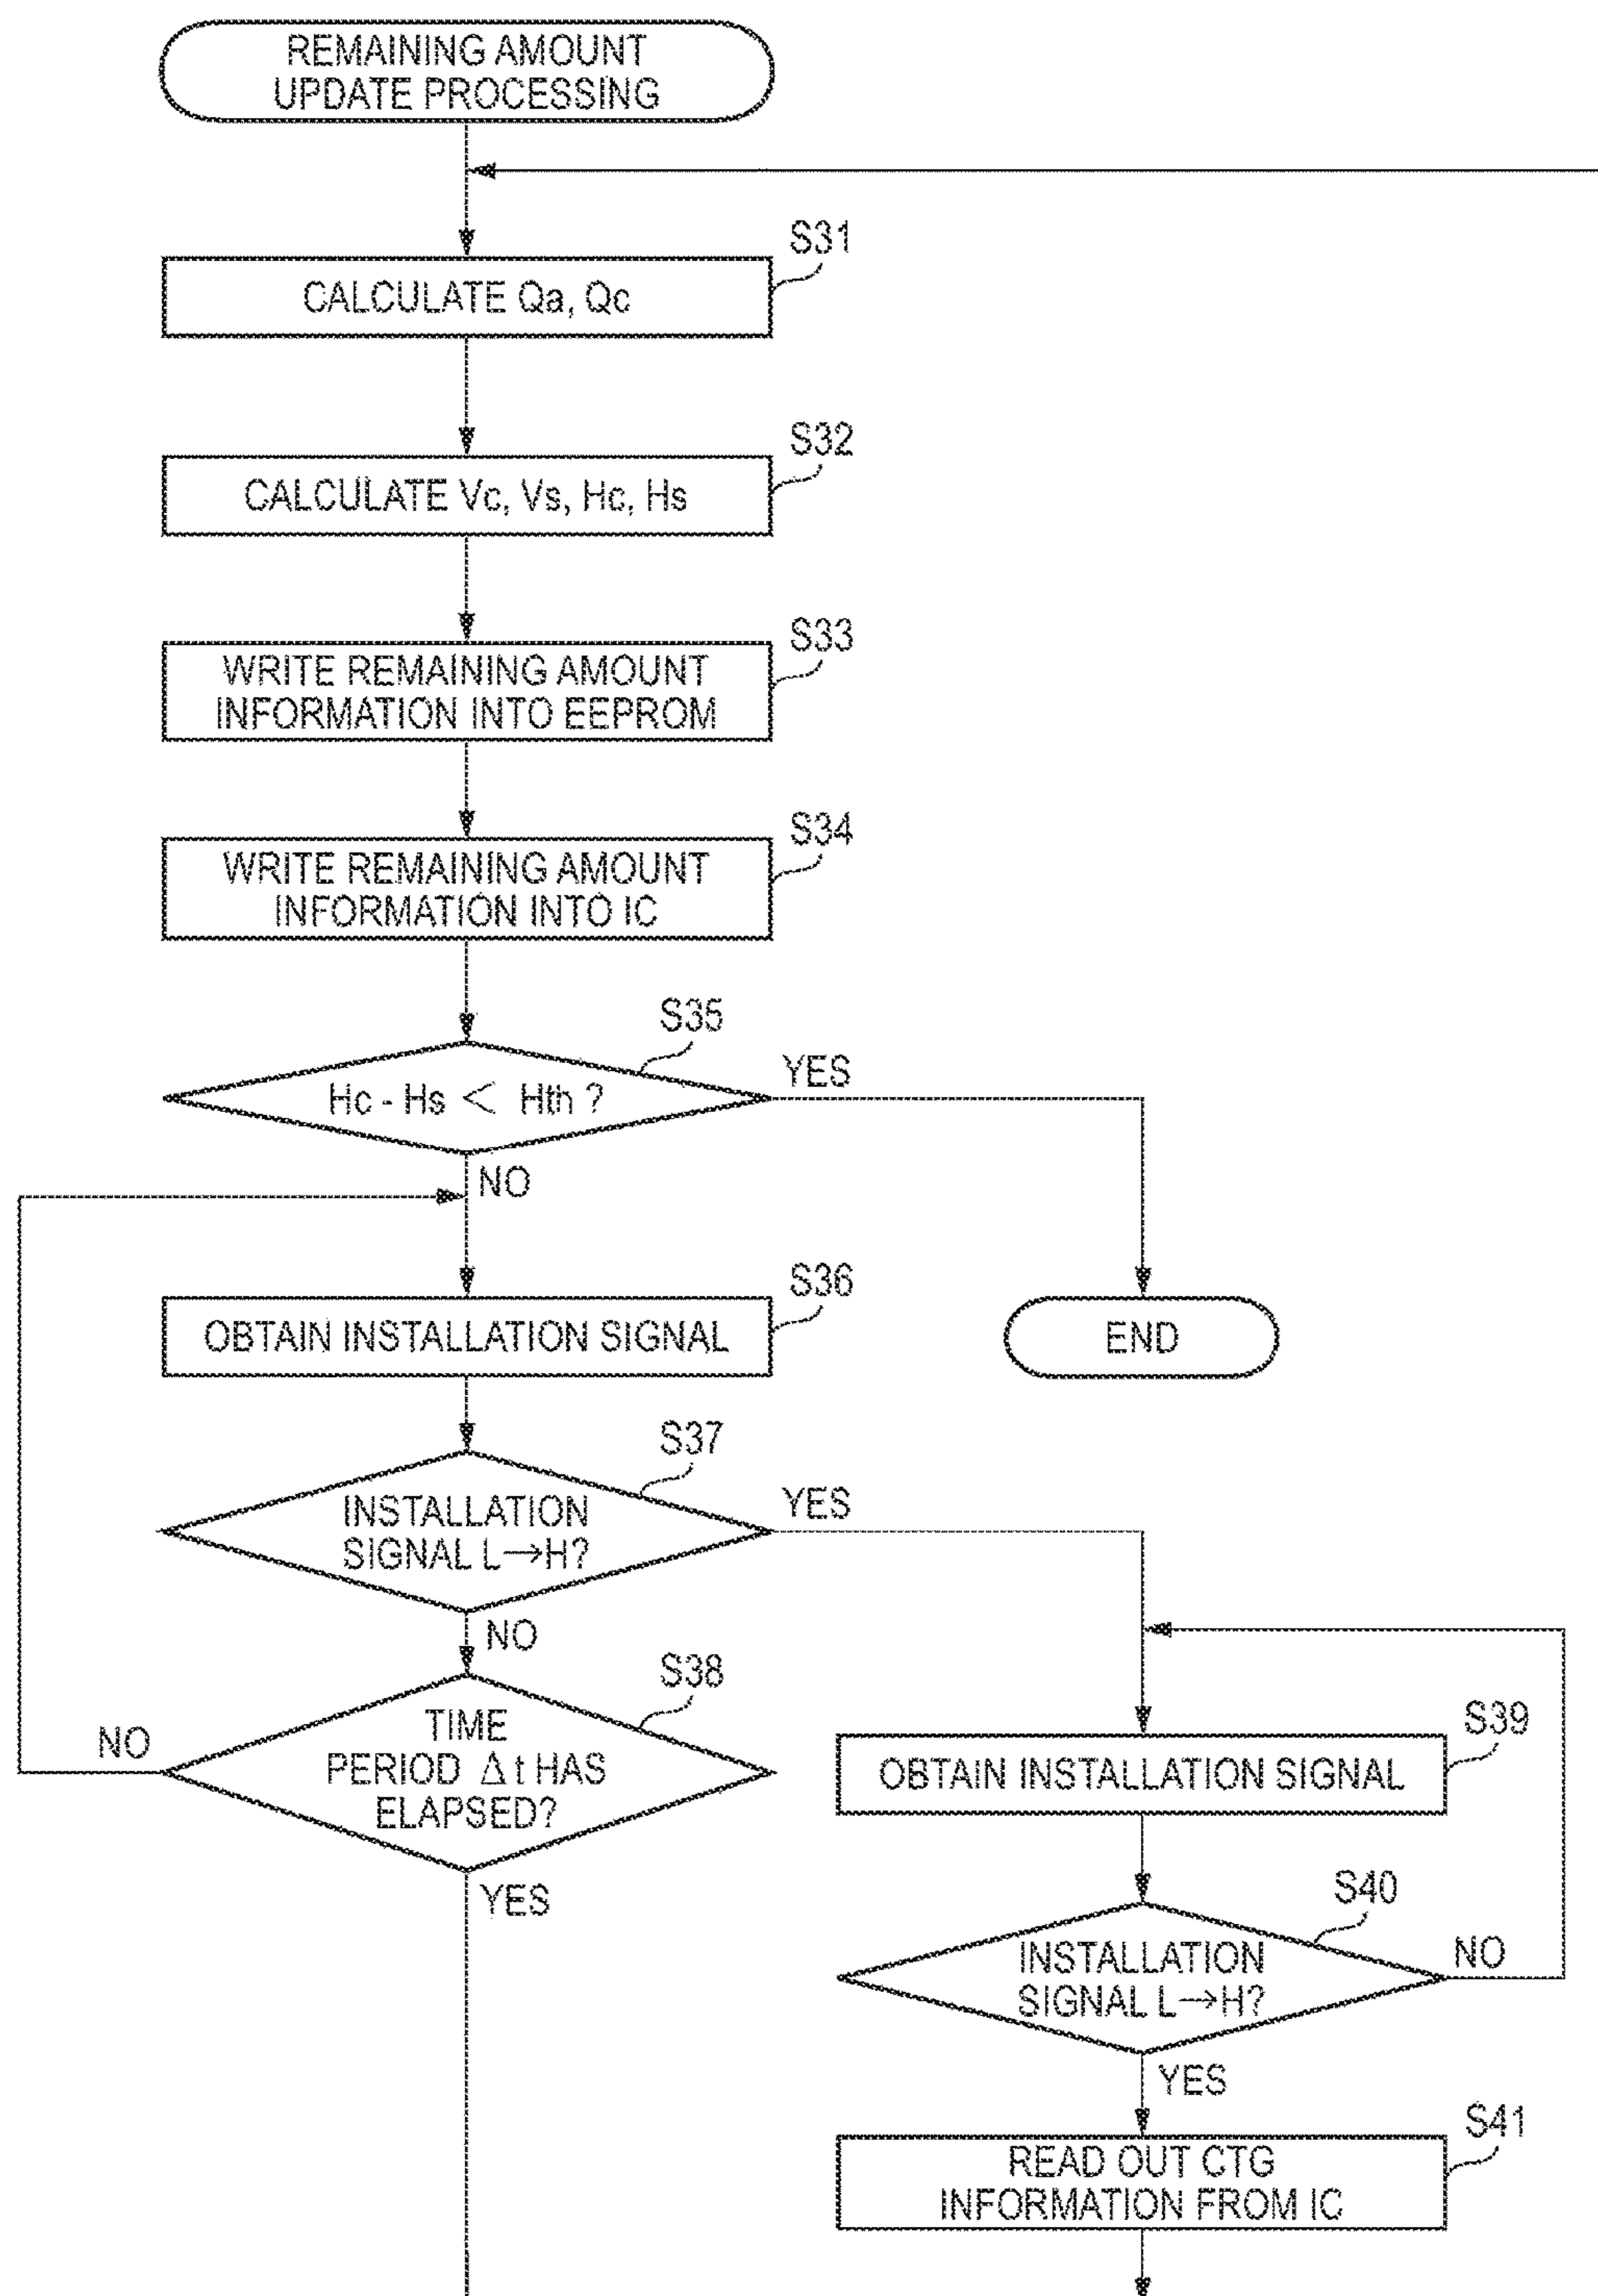 REMAINING AMOUNT
UPDATE PROCESSING
S31
CALCULATE Qa, Qc
S32
CALCULATE Vc, Vs, Hc, Hs
S33
WRITE REMAINING AMOUNT
INFORMATION INTO EEPROM
S34
WRITE REMAINING AMOUNT
INFORMATION INTO IC
S35
Hc - Hs < Hth ?
YES
NO
S36
OBTAIN INSTALLATION SIGNAL
END
S37
INSTALLATION
SIGNAL L→H?
YES
NO
S38
TIME
PERIOD Δt HAS
ELAPSED?
NO
YES
S39
OBTAIN INSTALLATION SIGNAL
S40
INSTALLATION
SIGNAL L→H?
NO
YES
S41
READ OUT CTG
INFORMATION FROM IC